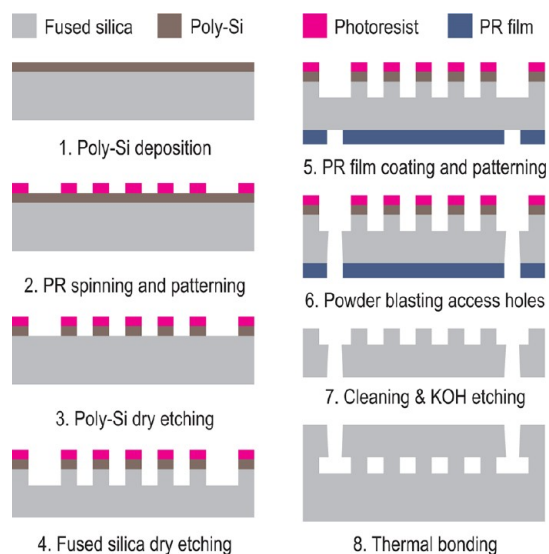 Fused silica
Poly-Si
Photoresist
PR film
1. Poly-Si deposition
2. PR spinning and patterning
3. Poly-Si dry etching
4. Fused silica dry etching
5. PR film coating and patterning
6. Powder blasting access holes
7. Cleaning & KOH etching
8. Thermal bonding